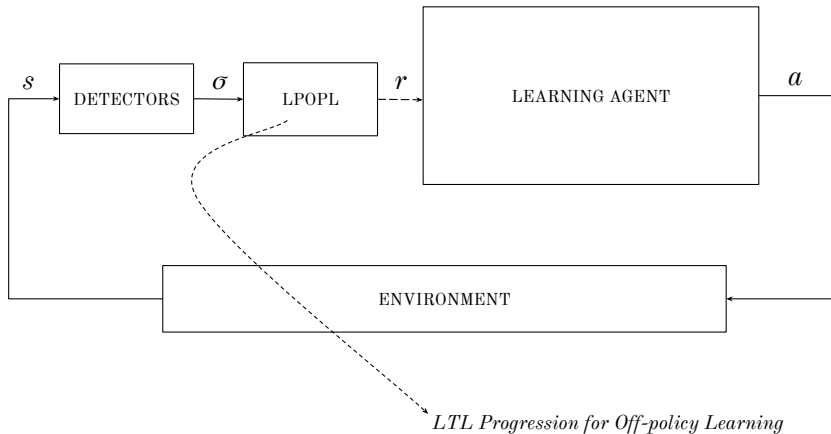 s
DETECTORS
σ
LPOPL
r
LEARNING AGENT
a
ENVIRONMENT
LTL Progression for Off-policy Learning